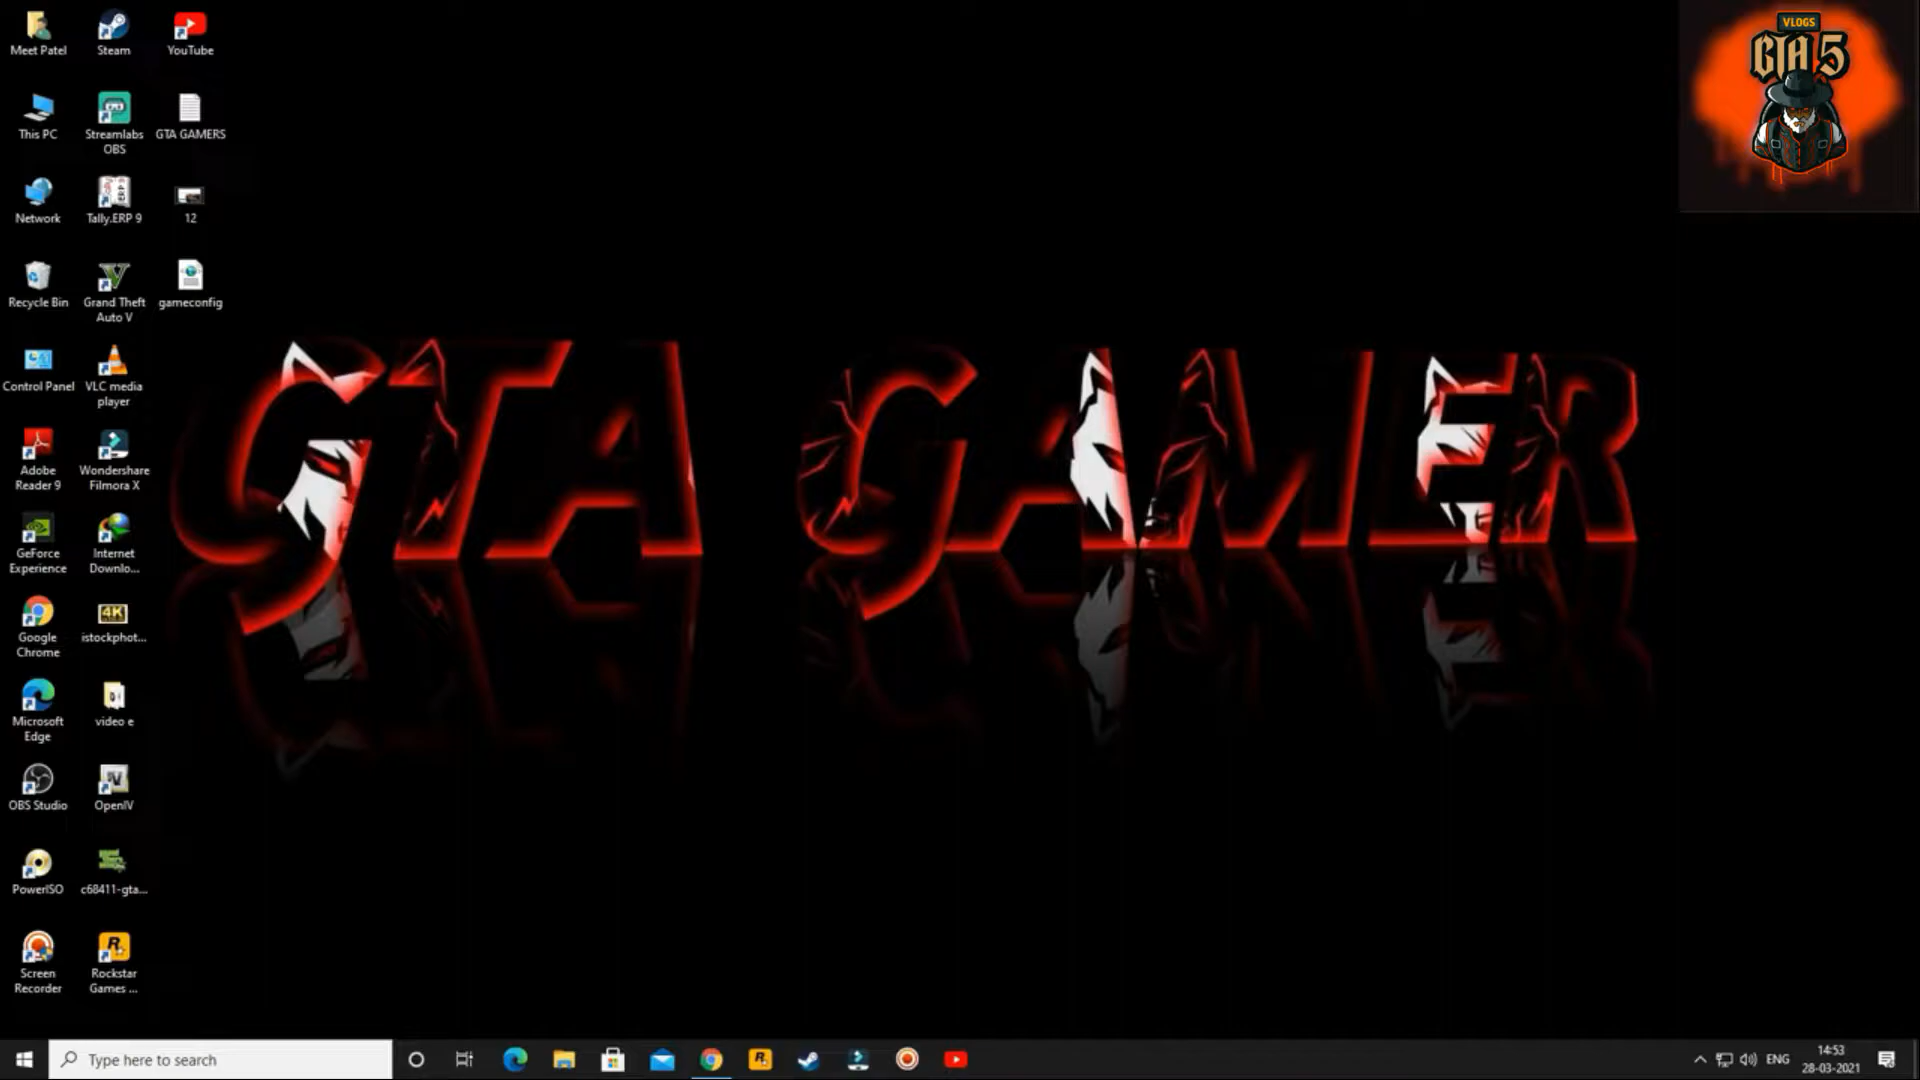 Meet Patel
Steam
YouTube
This PC
Streamlabs
OBS
GTA GAMERS
Network
Tally.ERP 9
12
Recycle Bin
Grand Theft
Auto V
gameconfig
Control Panel
VLC media
player
Adobe
Reader 9
Wondershare
Filmora X
GeForce
Experience
Internet
Downlo...
Google
Chrome
4K
istockphot...
Microsoft
Edge
video e
OBS Studio
OpenIV
PowerISO
c68411-gta...
Screen
Recorder
Rockstar
Games ...
GTA GAMER
VLOGS
GTA 5
Type here to search
ENG
14:53
28-03-2021